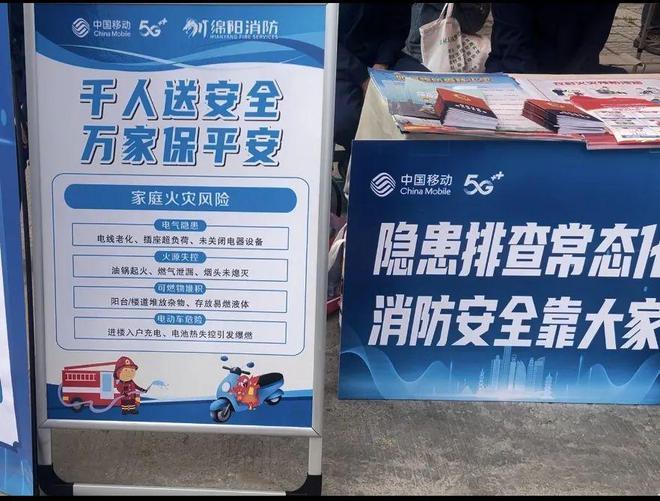 中国移动
China Mobile
5G++
绵阳消防
MIANYANG FIRE SERVICES
千人送安全
万家保平安
家庭火灾风险
电气隐患
电线老化、插座超负荷、未关闭电器设备
火源失控
油锅起火、燃气泄漏、烟头未熄灭
可燃物堆积
阳台/楼道堆放杂物、存放易燃液体
电动车危险
进楼入户充电、电池热失控引发爆燃
中国移动
China Mobile
5G++
隐患排查常态化
消防安全靠大家